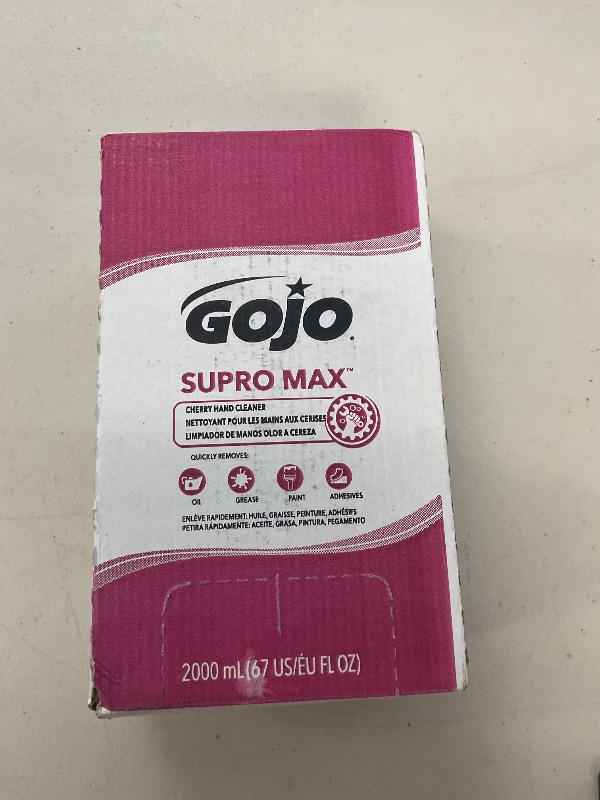 GOJO.
SUPRO MAX™
CHERRY HAND CLEANER
NETTOYANT POUR LES MAINS AUX CERISES
LIMPIADOR DE MANOS OLOR A CEREZA
QUICKLY REMOVES:
OIL GREASE PAINT ADHESIVES
ENLÈVE RAPIDEMENT: HUILE, GRAISSE, PEINTURE, ADHÉSIFS
RETIRA RÁPIDAMENTE: ACEITE, GRASA, PINTURA, PEGAMENTO
2000 mL (67 US/ÉU FL OZ)